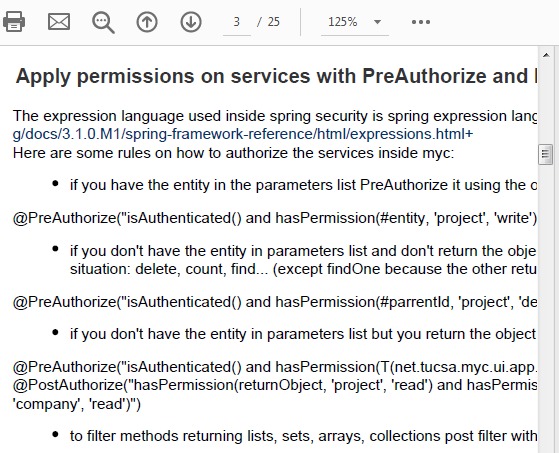 3 / 25 125%
Apply permissions on services with PreAuthorize and
The expression language used inside spring security is spring expression lang
g/docs/3.1.0.M1/spring-framework-reference/html/expressions.html+
Here are some rules on how to authorize the services inside myc:
• if you have the entity in the parameters list PreAuthorize it using the o
@PreAuthorize("isAuthenticated() and hasPermission(#entity, 'project', 'write')
• if you don't have the entity in parameters list and don't return the obje
situation: delete, count, find... (except findOne because the other retu
@PreAuthorize("isAuthenticated() and hasPermission(#parentId, 'project', 'de
• if you don't have the entity in parameters list but you return the object
@PreAuthorize("isAuthenticated() and hasPermission(T(net.tucsa.myc.ui.app.
@PostAuthorize("hasPermission(returnObject, 'project', 'read') and hasPermis
'company', 'read')")
• to filter methods returning lists, sets, arrays, collections post filter with